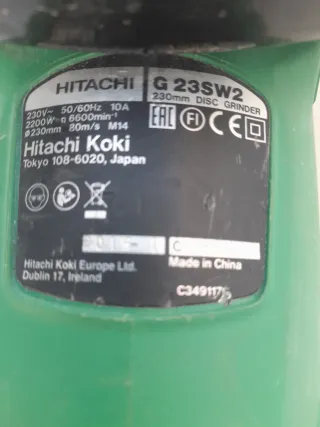 HITACHI
G 23SW2
230mm DISC GRINDER
230V~ 50/60Hz 10A
2200W n 6600min⁻¹
ø230mm 80m/s M14
EAC FI CE
Hitachi Koki
Tokyo 108-6020, Japan
C
Hitachi Koki Europe Ltd.
Dublin 17, Ireland
Made in China
C349117